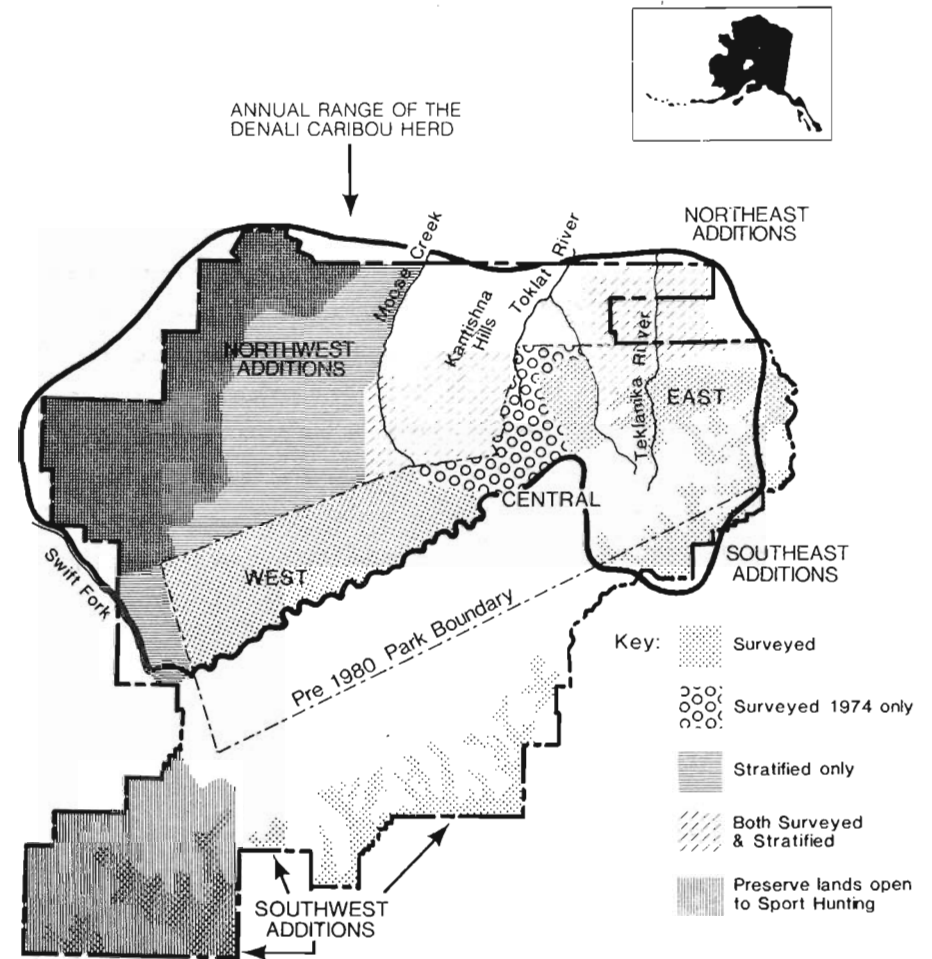 ANNUAL RANGE OF THE
DENALI CARIBOU HERD
NORTHEAST
ADDITIONS
Moose Creek
Kantishna
Hills
Toklat River
Teklanika River
NORTHWEST
ADDITIONS
EAST
CENTRAL
WEST
Swift Fork
SOUTHEAST
ADDITIONS
Pre 1980 Park Boundary
Key:
Surveyed
Surveyed 1974 only
Stratified only
Both Surveyed
& Stratified
Preserve lands open
to Sport Hunting
SOUTHWEST
ADDITIONS